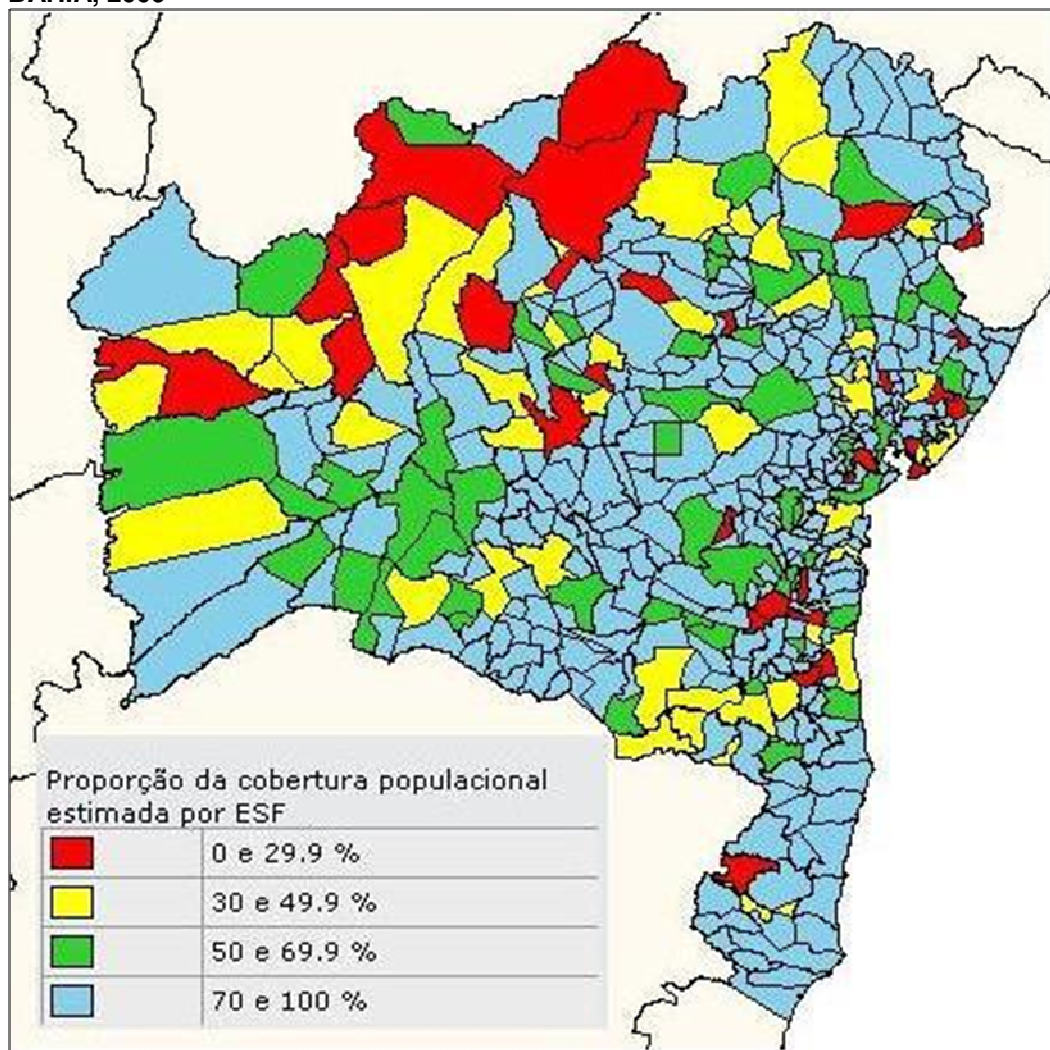 Proporção da cobertura populacional
estimada por ESF
0 e 29.9 %
30 e 49.9 %
50 e 69.9 %
70 e 100 %